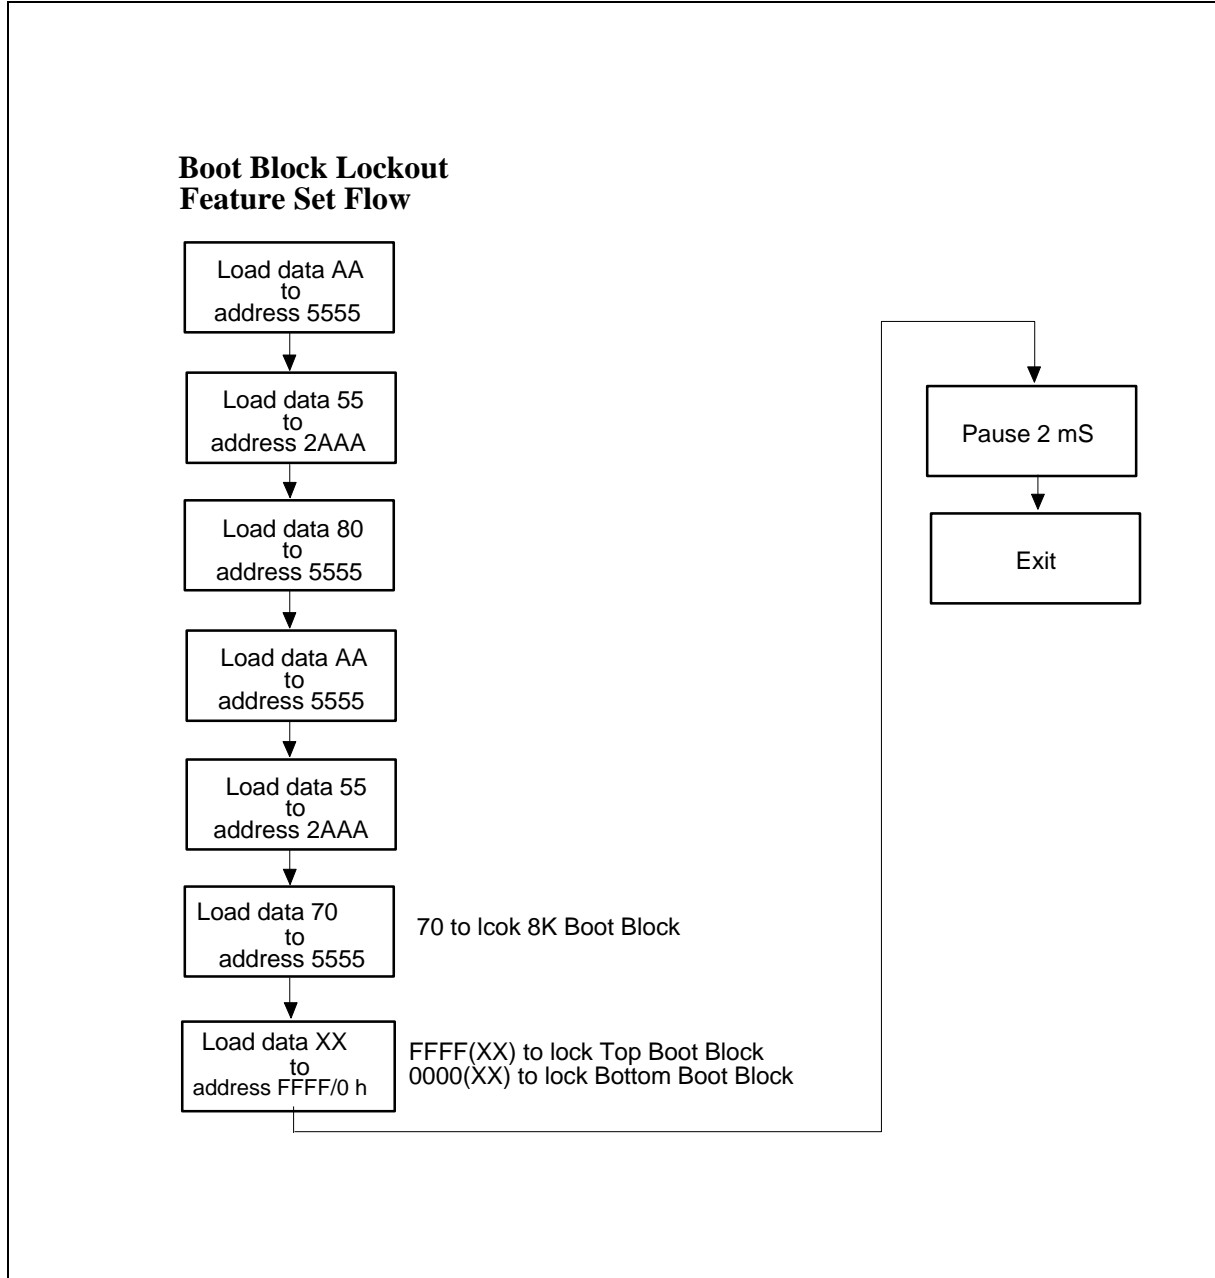 Boot Block Lockout
Feature Set Flow
Load data AA
to
address 5555
Load data 55
to
address 2AAA
Load data 80
to
address 5555
Load data AA
to
address 5555
Load data 55
to
address 2AAA
Load data 70
to
address 5555
70 to lcok 8K Boot Block
Load data XX
to
address FFFF/0 h
FFFF(XX) to lock Top Boot Block
0000(XX) to lock Bottom Boot Block
Pause 2 mS
Exit